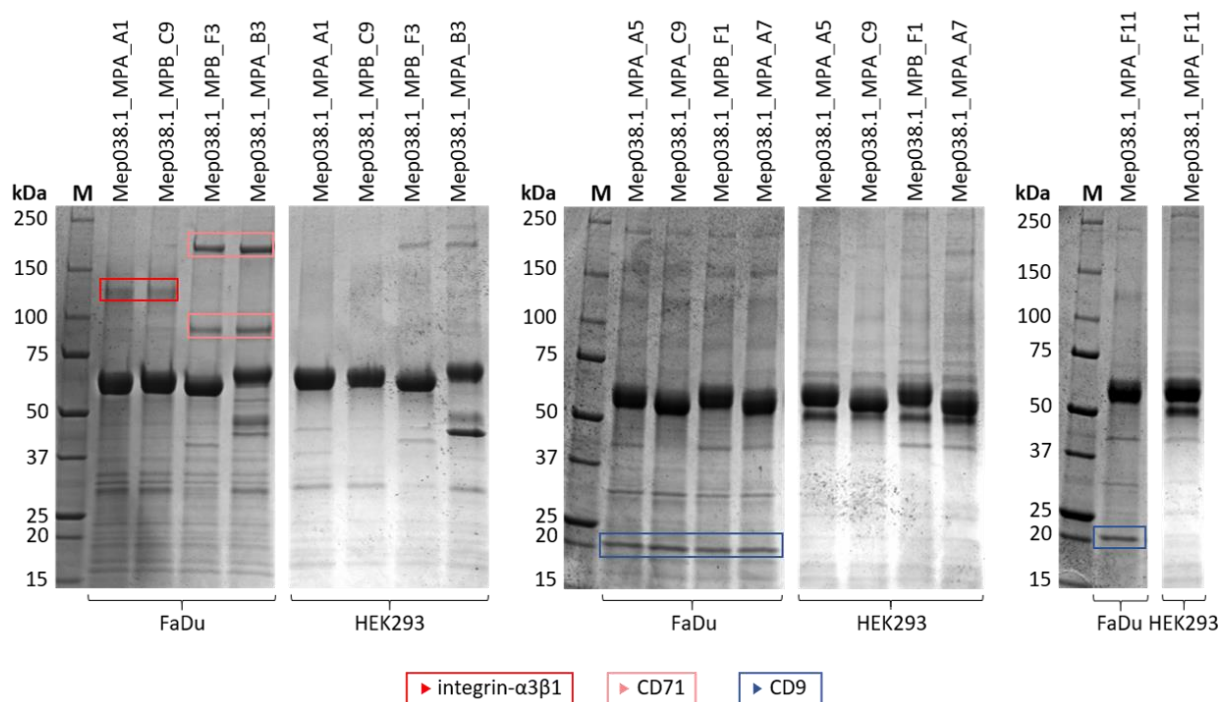 Mep038.1_MPA_A1
Mep038.1_MPB_C9
Mep038.1_MPB_F3
Mep038.1_MPA_B3
Mep038.1_MPA_A1
Mep038.1_MPB_C9
Mep038.1_MPB_F3
Mep038.1_MPA_B3
kDa M
250
150
100
75
50
37
25
20
15
FaDu
HEK293
Mep038.1_MPA_A5
Mep038.1_MPA_C9
Mep038.1_MPB_F1
Mep038.1_MPA_A7
Mep038.1_MPA_A5
Mep038.1_MPA_C9
Mep038.1_MPB_F1
Mep038.1_MPA_A7
kDa M
250
150
100
75
50
37
25
20
15
FaDu
HEK293
Mep038.1_MPA_F11
Mep038.1_MPA_F11
kDa M
250
150
100
75
50
37
25
20
15
FaDu HEK293
integrin-α3β1
CD71
CD9